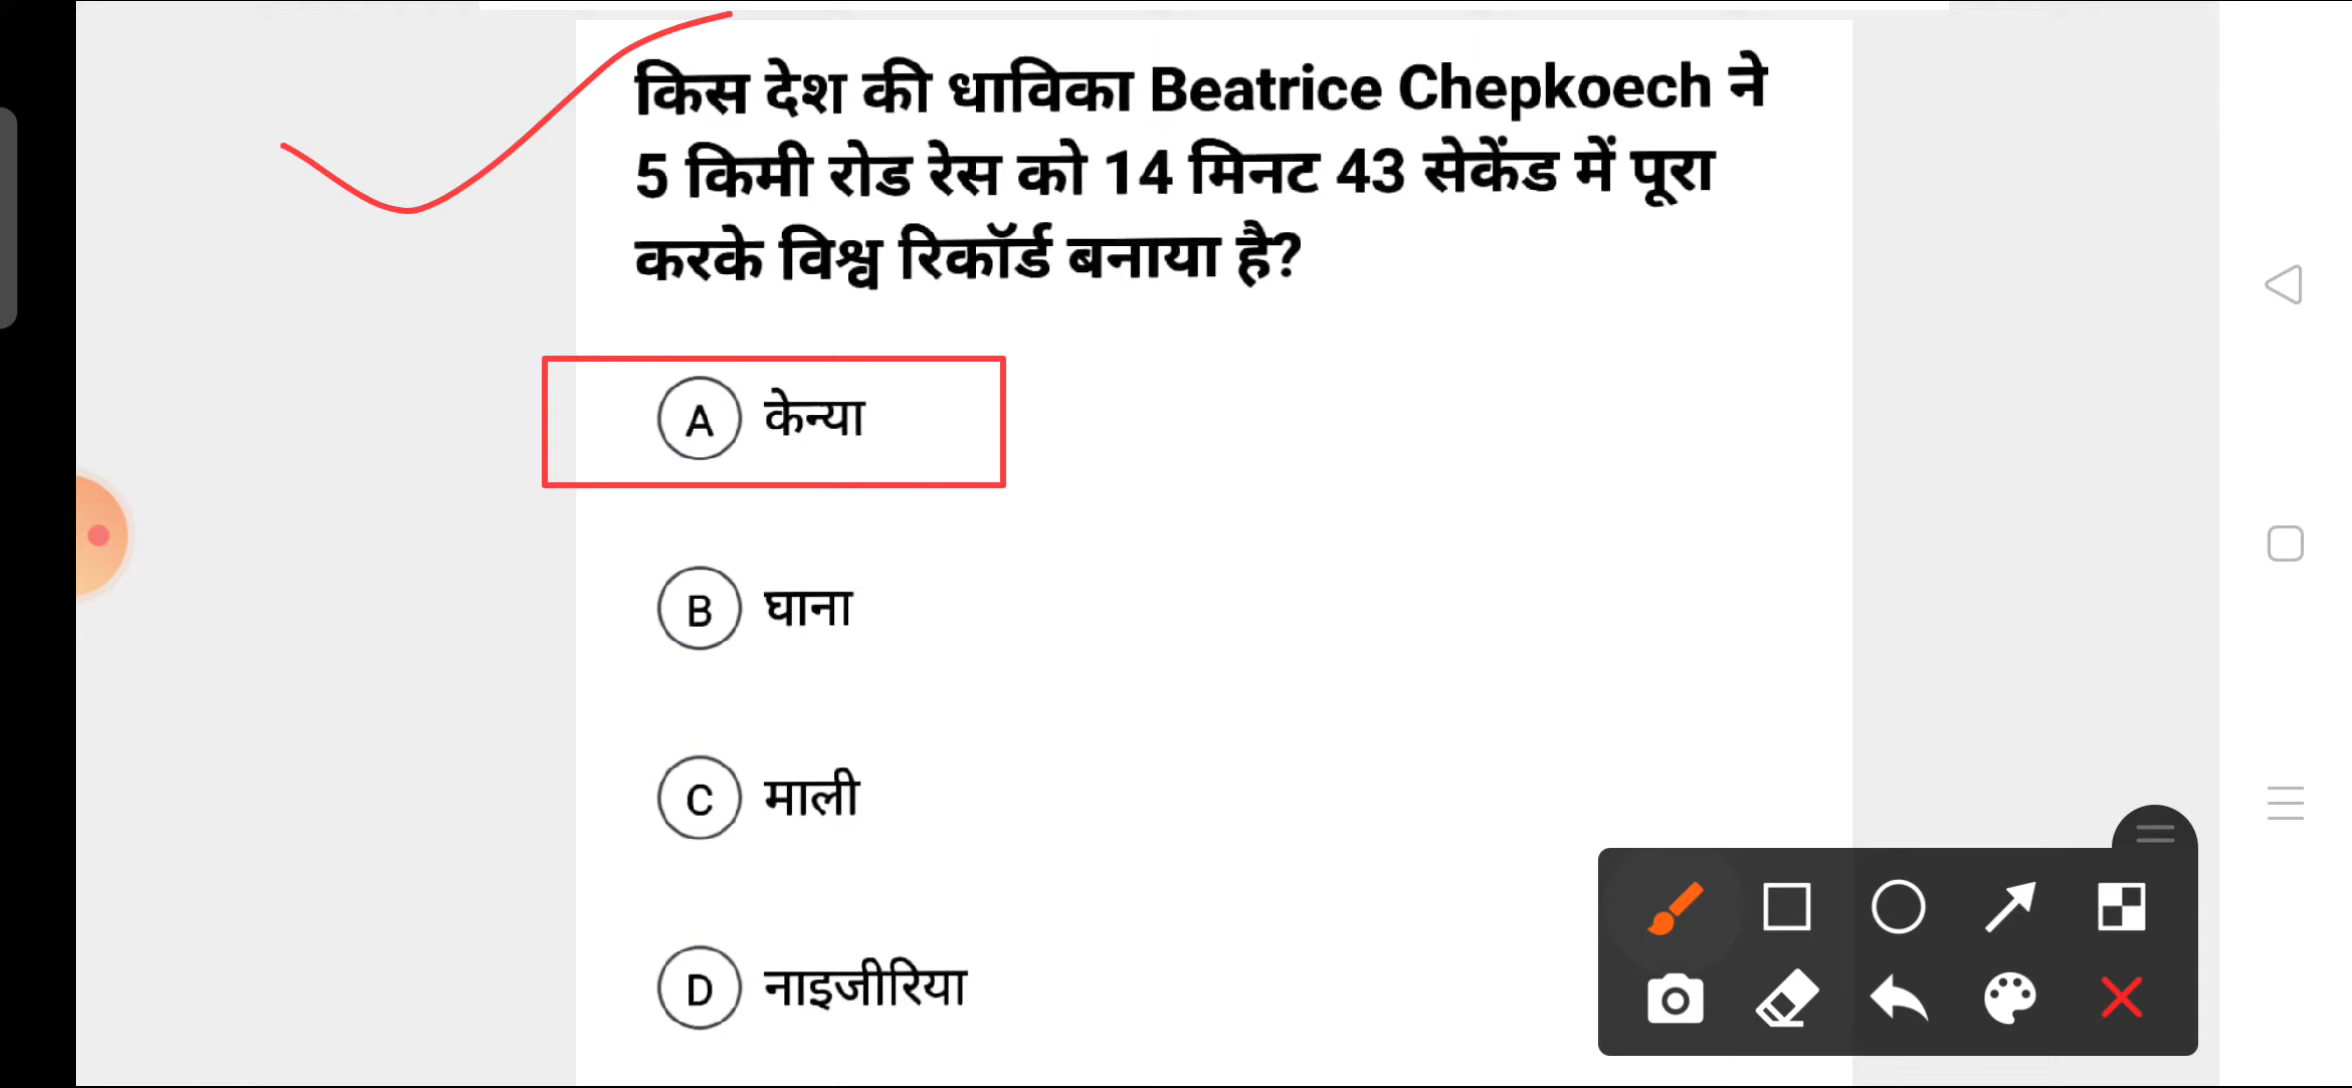 किस देश की धाविका Beatrice Chepkoech ने
5 किमी रोड रेस को 14 मिनट 43 सेकेंड में पूरा
करके विश्व रिकॉर्ड बनाया है?
A केन्या
B घाना
C माली
D नाइजीरिया